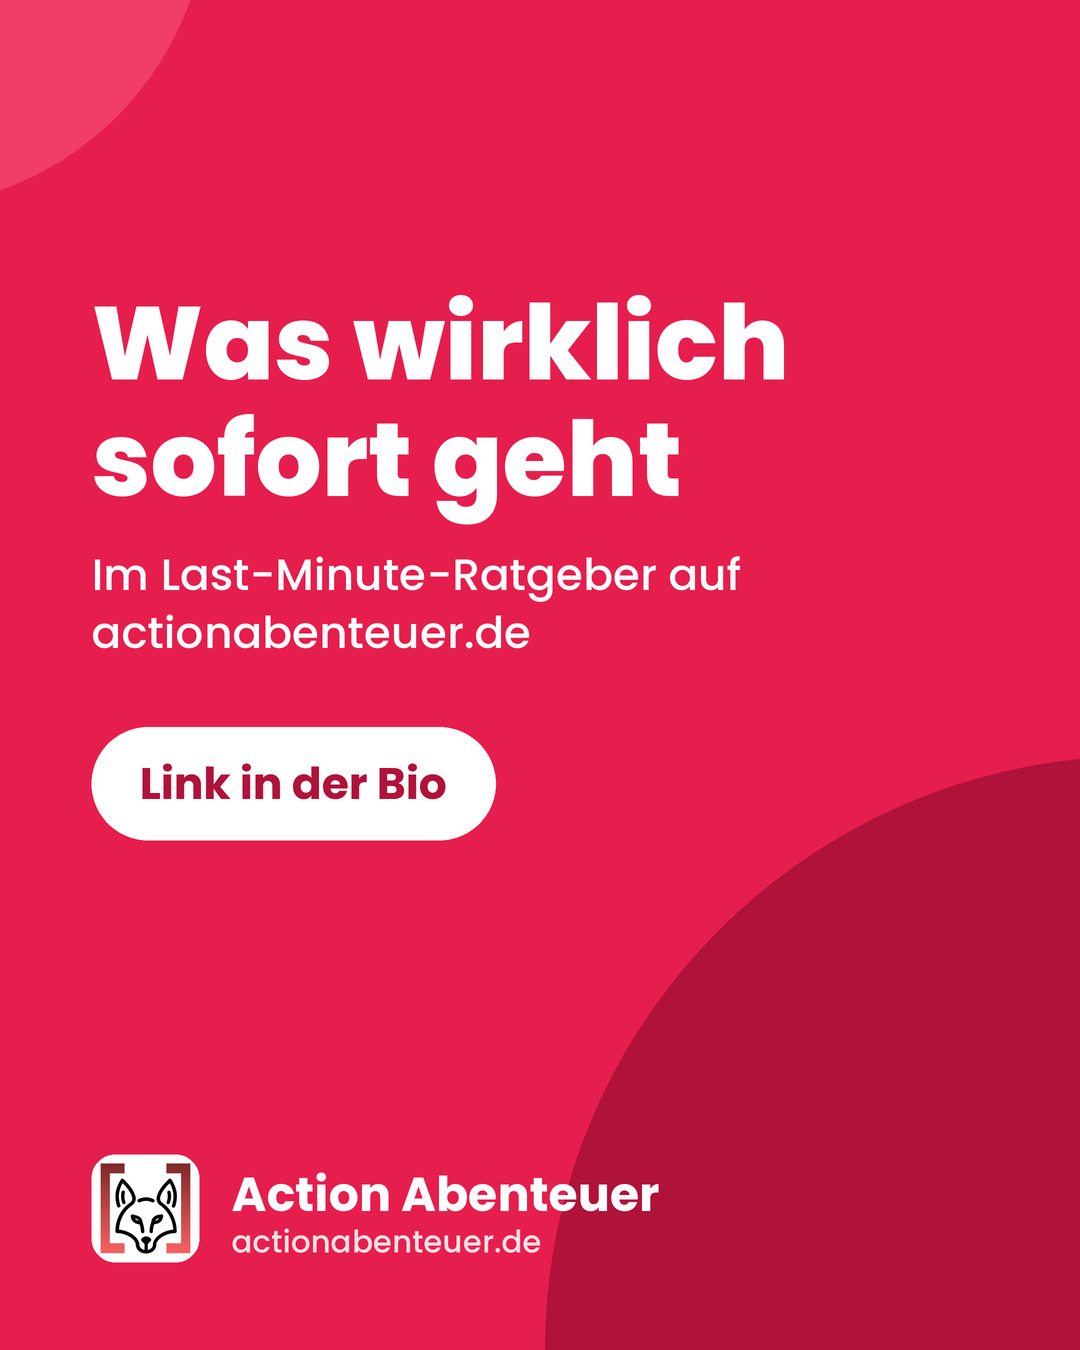 Was wirklich
sofort geht
Im Last-Minute-Ratgeber auf
actionabenteuer.de
Link in der Bio
Action Abenteuer
actionabenteuer.de